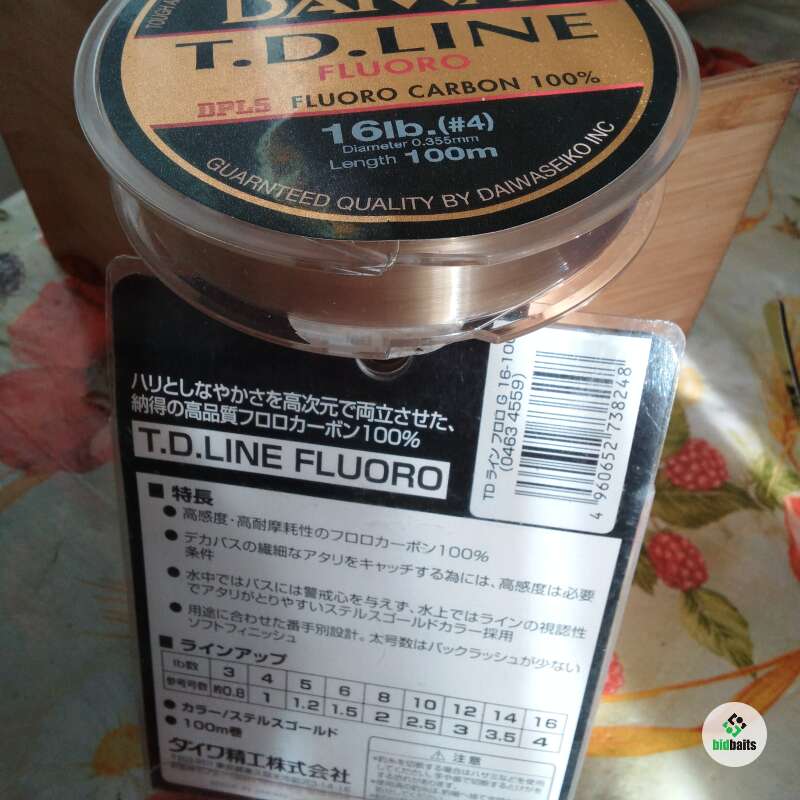 DAIWA
T.D.LINE
FLUORO
DPLS FLUORO CARBON 100%
16lb.(#4)
Diameter 0.355mm
Length 100m
GUARNTEED QUALITY BY DAIWASEIKO INC
ハリとしなやかさを高次元で両立させた、
納得の高品質フロロカーボン100%
T.D.LINE FLUORO
TD ライン フロロ G 16-100
(0463 4559)
4 960652 738248
■ 特長
● 高感度・高耐摩耗性のフロロカーボン100%
● デカバスの繊細なアタリをキャッチする為には、高感度は必要
条件
● 水中ではバスには警戒心を与えず、水上ではラインの視認性
でアタリがとりやすいステルスゴールドカラー採用
● 用途に合わせた番手別設計。太号数はバックラッシュが少ない
ソフトフィニッシュ
■ ラインアップ
lb数 3 4 5 6 8 10 12 14 16
参考号数 約0.8 1 1.2 1.5 2 2.5 3 3.5 4
● カラー/ステルスゴールド
● 100m巻
ダイワ精工株式会社
⚠ 注意
bidbaits